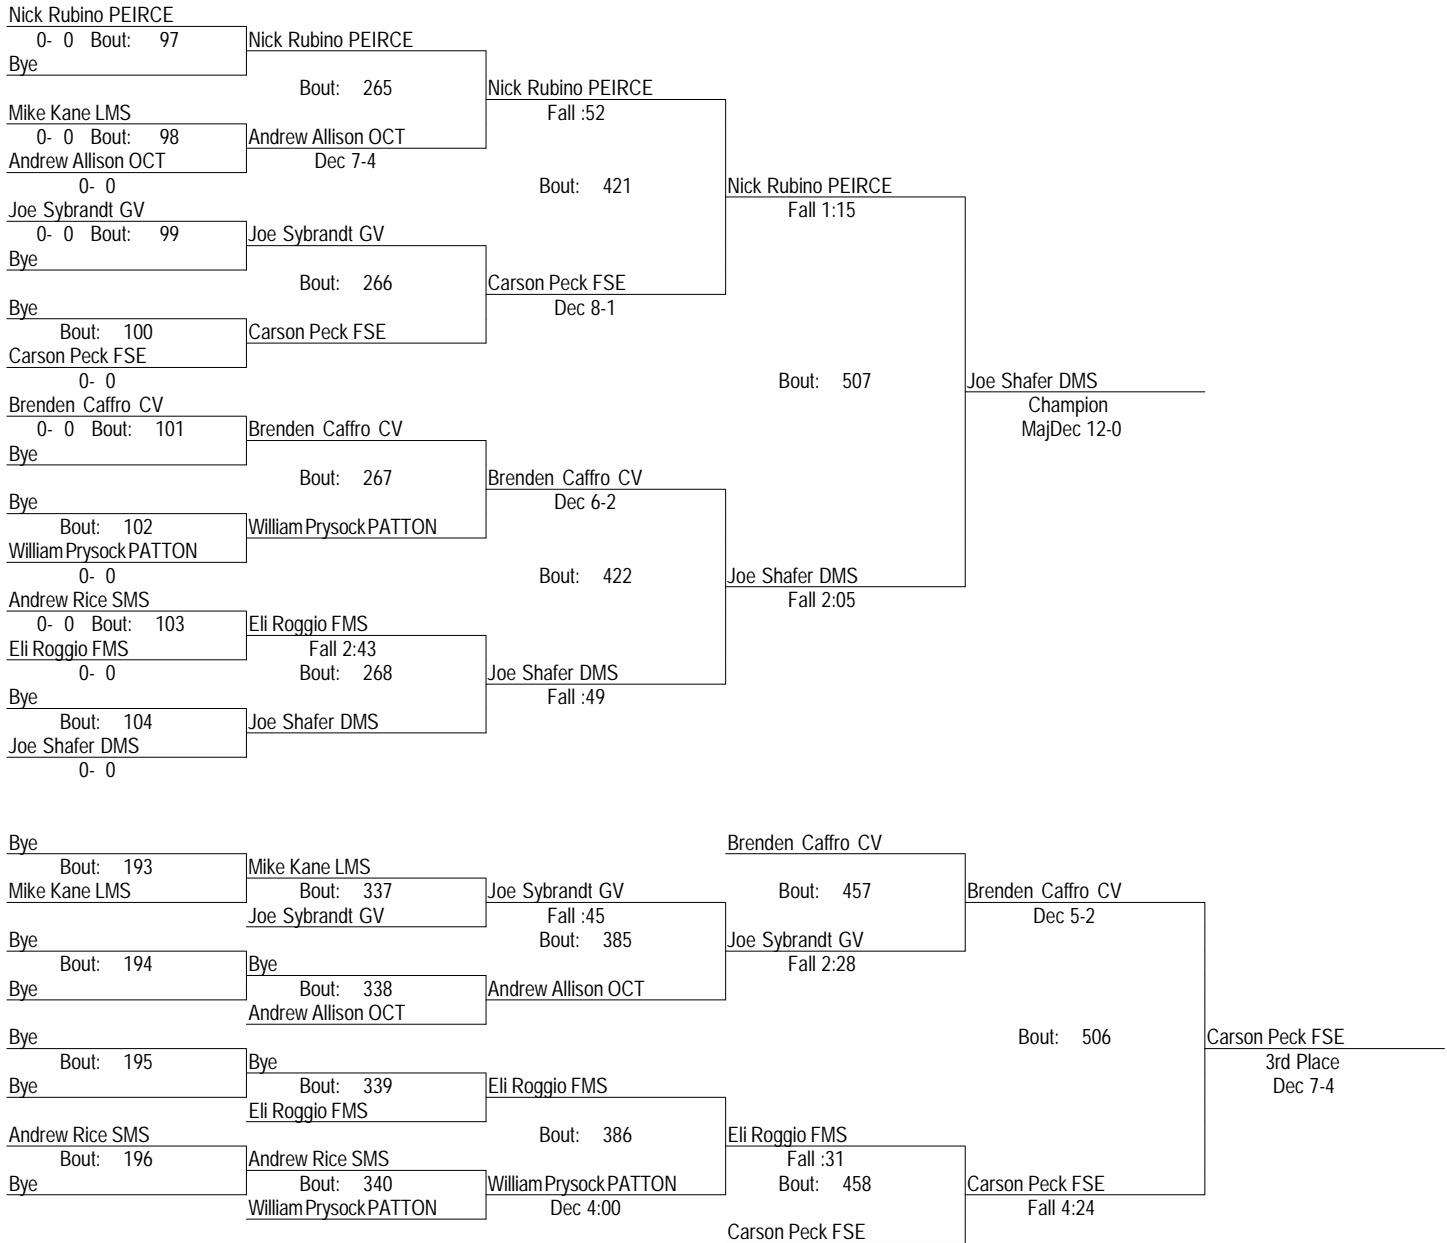 Nick Rubino PEIRCE
0- 0 Bout: 97 Nick Rubino PEIRCE
Bye
Bout: 265 Nick Rubino PEIRCE
Mike Kane LMS Fall :52
0- 0 Bout: 98 Andrew Allison OCT
Andrew Allison OCT Dec 7-4
0- 0 Bout: 421 Nick Rubino PEIRCE
Joe Sybrandt GV Fall 1:15
0- 0 Bout: 99 Joe Sybrandt GV
Bye
Bout: 266 Carson Peck FSE
Bye Dec 8-1
Bout: 100 Carson Peck FSE
Carson Peck FSE
0- 0 Bout: 507 Joe Shafer DMS
Brenden Caffro CV Champion
0- 0 Bout: 101 Brenden Caffro CV MajDec 12-0
Bye
Bout: 267 Brenden Caffro CV
Bye Dec 6-2
Bout: 102 William Prysock PATTON
William Prysock PATTON
0- 0 Bout: 422 Joe Shafer DMS
Andrew Rice SMS Fall 2:05
0- 0 Bout: 103 Eli Roggio FMS
Eli Roggio FMS Fall 2:43
0- 0 Bout: 268 Joe Shafer DMS
Bye Fall :49
Bout: 104 Joe Shafer DMS
Joe Shafer DMS
0- 0
Bye Brenden Caffro CV
Bout: 193 Mike Kane LMS
Mike Kane LMS Bout: 337 Joe Sybrandt GV Bout: 457 Brenden Caffro CV
Joe Sybrandt GV Fall :45 Dec 5-2
Bye Bout: 385 Joe Sybrandt GV
Bout: 194 Bye Fall 2:28
Bye Bout: 338 Andrew Allison OCT
Andrew Allison OCT
Bye Bout: 506 Carson Peck FSE
Bout: 195 Bye 3rd Place
Bye Bout: 339 Eli Roggio FMS Dec 7-4
Eli Roggio FMS
Andrew Rice SMS Bout: 386 Eli Roggio FMS
Bout: 196 Andrew Rice SMS Fall :31
Bye Bout: 340 William Prysock PATTON Bout: 458 Carson Peck FSE
William Prysock PATTON Dec 4:00 Fall 4:24
Carson Peck FSE